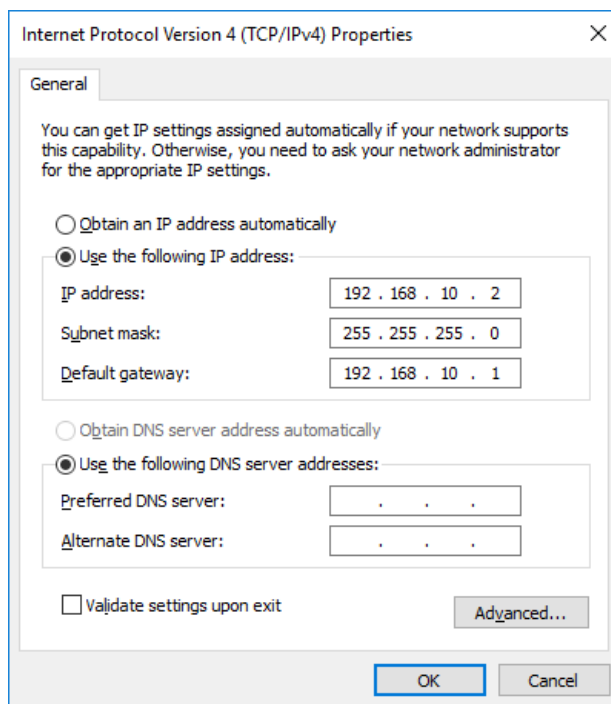 Internet Protocol Version 4 (TCP/IPv4) Properties
General
You can get IP settings assigned automatically if your network supports
this capability. Otherwise, you need to ask your network administrator
for the appropriate IP settings.
Obtain an IP address automatically
Use the following IP address:
IP address: 192 . 168 . 10 . 2
Subnet mask: 255 . 255 . 255 . 0
Default gateway: 192 . 168 . 10 . 1
Obtain DNS server address automatically
Use the following DNS server addresses:
Preferred DNS server: . . .
Alternate DNS server: . . .
Validate settings upon exit
Advanced...
OK Cancel